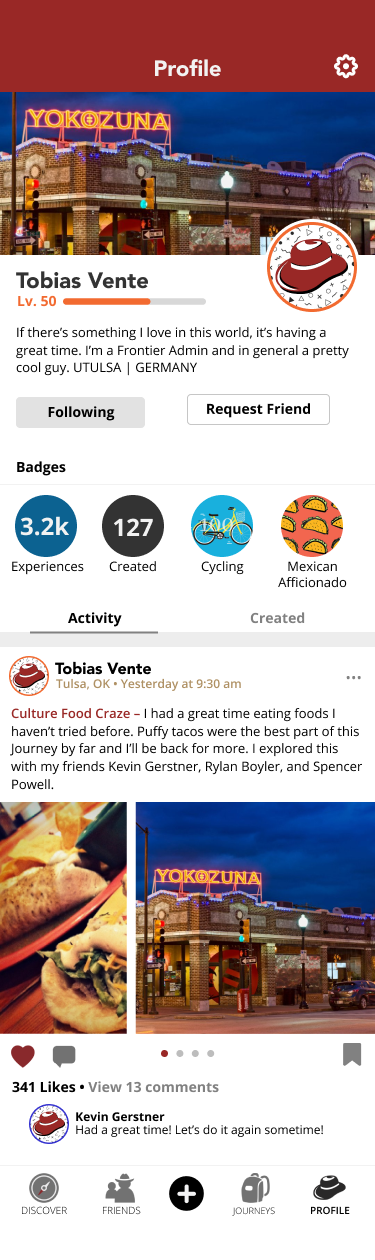 Profile
YOKOZUNA
Tobias Vente
Lv. 50
If there's something I love in this world, it's having a
great time. I'm a Frontier Admin and in general a pretty
cool guy. UTULSA | GERMANY
Following
Request Friend
Badges
3.2k
127
Experiences
Created
Cycling
Mexican
Afficionado
Activity
Created
Tobias Vente
Tulsa, OK • Yesterday at 9:30 am
Culture Food Craze – I had a great time eating foods I
haven't tried before. Puffy tacos were the best part of this
Journey by far and I'll be back for more. I explored this
with my friends Kevin Gerstner, Rylan Boyler, and Spencer
Powell.
YOKOZUNA
341 Likes • View 13 comments
Kevin Gerstner
Had a great time! Let's do it again sometime!
DISCOVER
FRIENDS
JOURNEYS
PROFILE